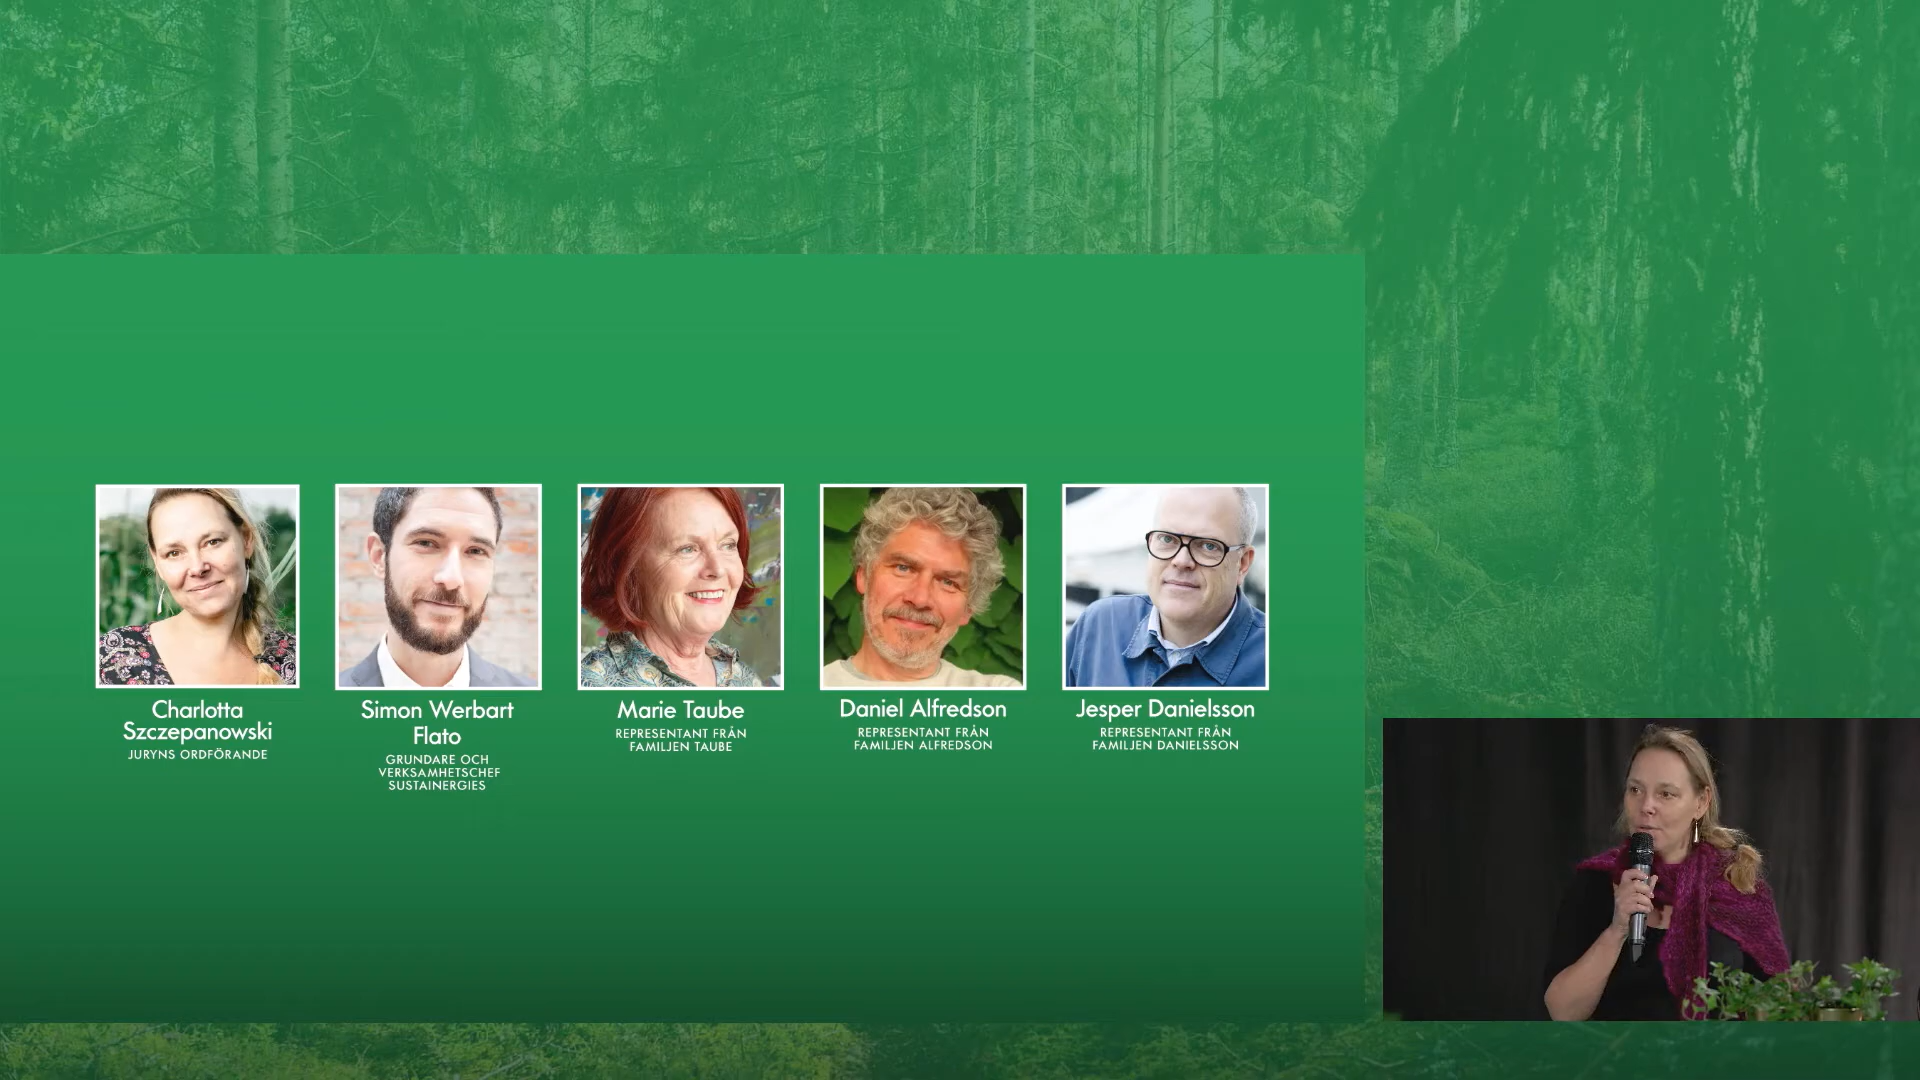 Charlotta
Szczepanowski
JURYNS ORDFÖRANDE
Simon Werbart
Flato
GRUNDARE OCH
VERKSAMHETSCHEF
SUSTAINERGIES
Marie Taube
REPRESENTANT FRÅN
FAMILJEN TAUBE
Daniel Alfredson
REPRESENTANT FRÅN
FAMILJEN ALFREDSON
Jesper Danielsson
REPRESENTANT FRÅN
FAMILJEN DANIELSSON